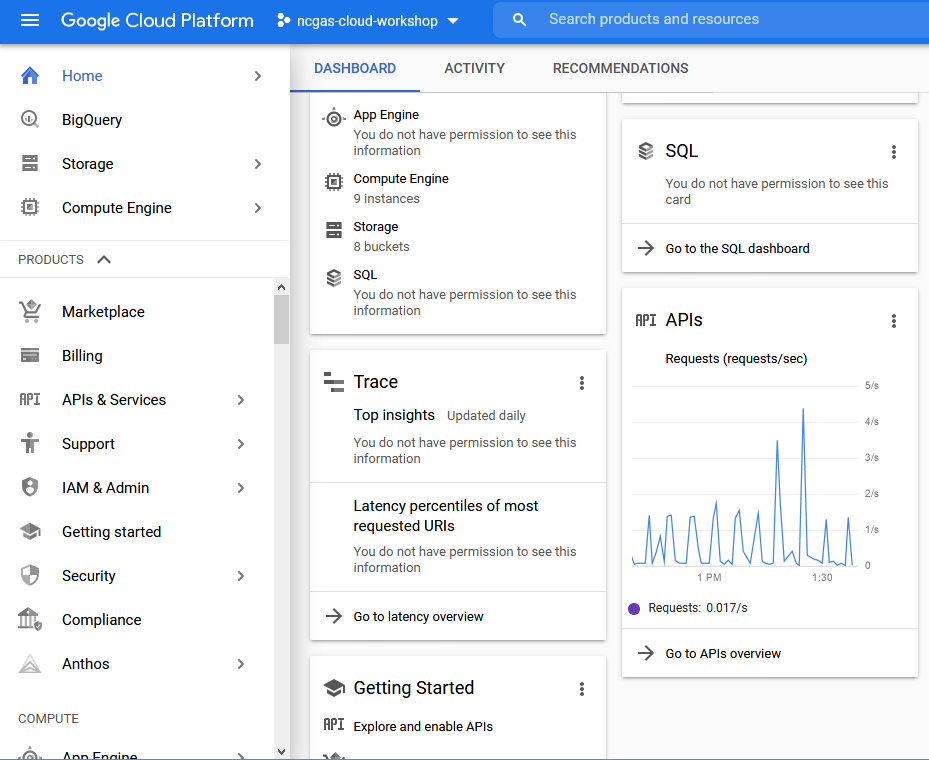 Google Cloud Platform
ncgas-cloud-workshop
Search products and resources
Home
BigQuery
Storage
Compute Engine
PRODUCTS
Marketplace
Billing
API
APIs & Services
Support
IAM & Admin
Getting started
Security
Compliance
Anthos
COMPUTE
App Engine
DASHBOARD
ACTIVITY
RECOMMENDATIONS
App Engine
You do not have permission to see this
information
Compute Engine
9 instances
Storage
8 buckets
SQL
You do not have permission to see this
information
Trace
Top insights Updated daily
You do not have permission to see this
information
Latency percentiles of most
requested URIs
You do not have permission to see this
information
Go to latency overview
Getting Started
API
Explore and enable APIs
SQL
You do not have permission to see this
card
Go to the SQL dashboard
API
APIs
Requests (requests/sec)
5/s
4/s
3/s
2/s
1/s
0
1 PM
1:30
Requests: 0.017/s
Go to APIs overview